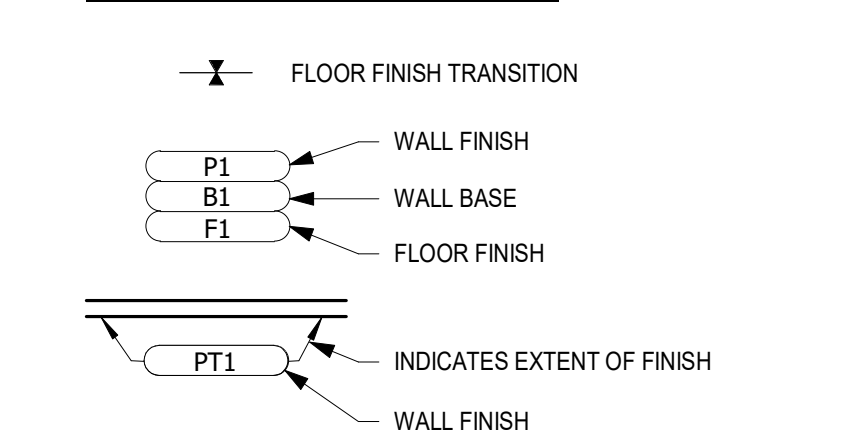 FLOOR FINISH TRANSITION
P1
WALL FINISH
B1
WALL BASE
F1
FLOOR FINISH
PT1
INDICATES EXTENT OF FINISH
WALL FINISH